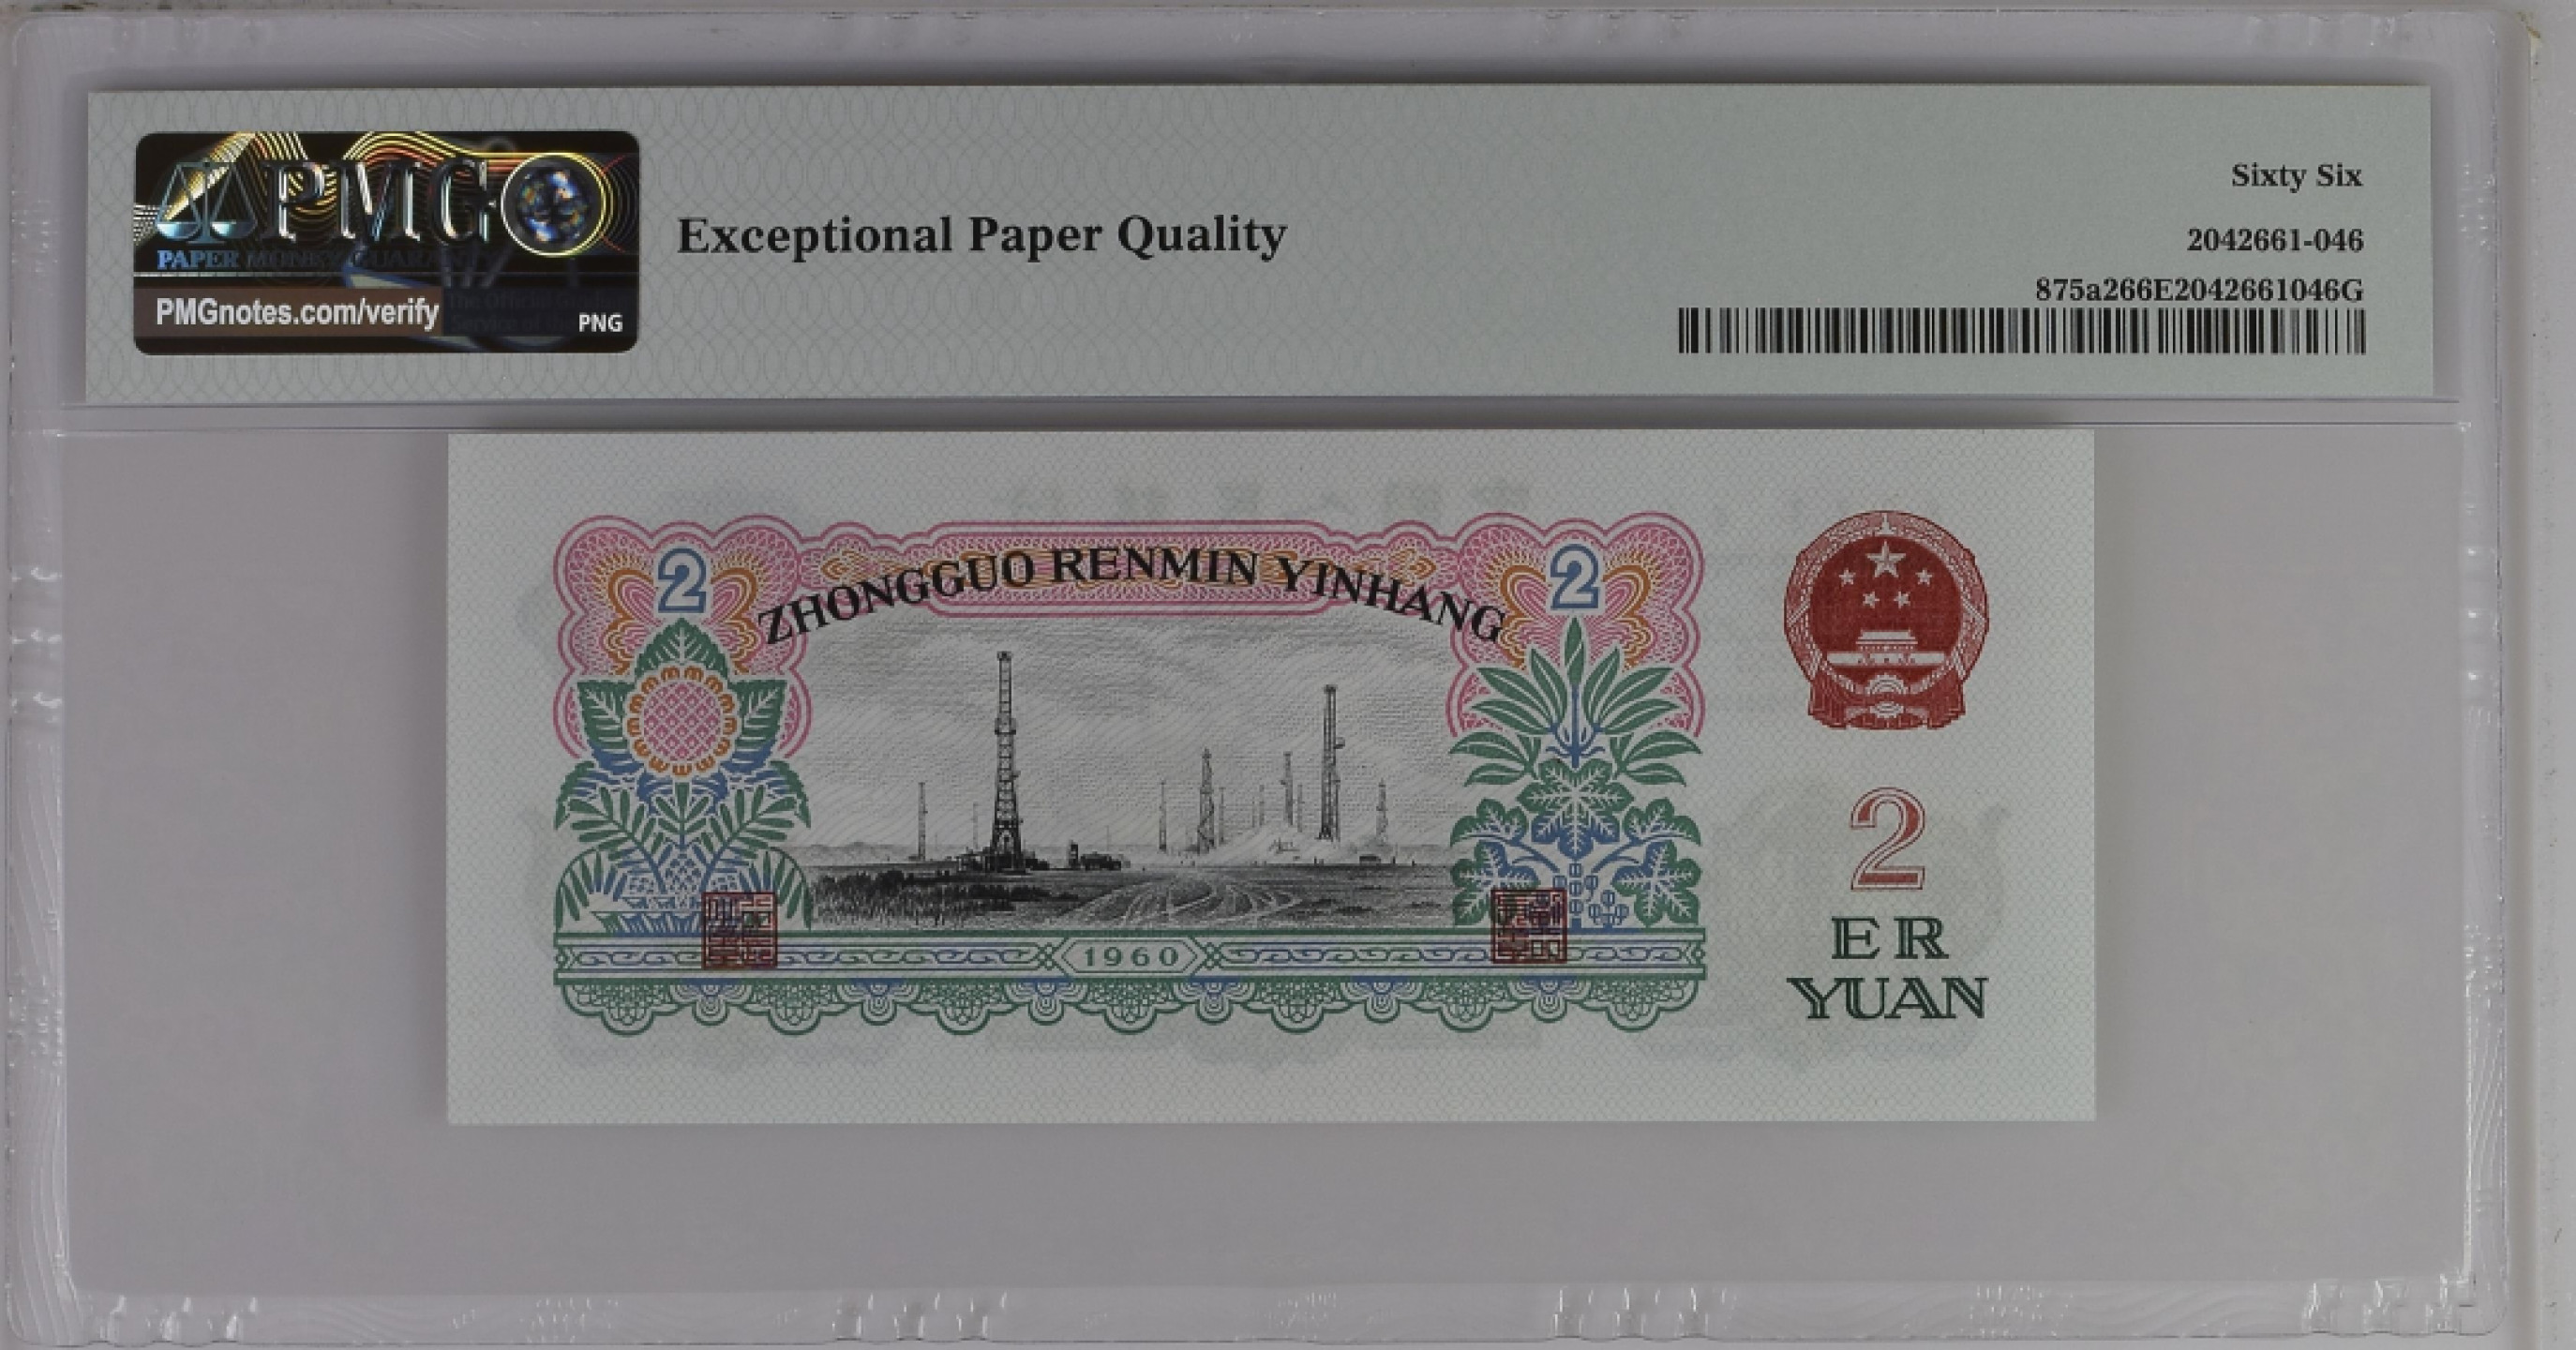 PMG
PAPER MONEY GUARANTY
PMGnotes.com/verify
PNG
Exceptional Paper Quality
Sixty Six
2042661-046
875a266E2042661046G
2
ZHONGGUO RENMIN YINHANG
2
1960
2
ER
YUAN